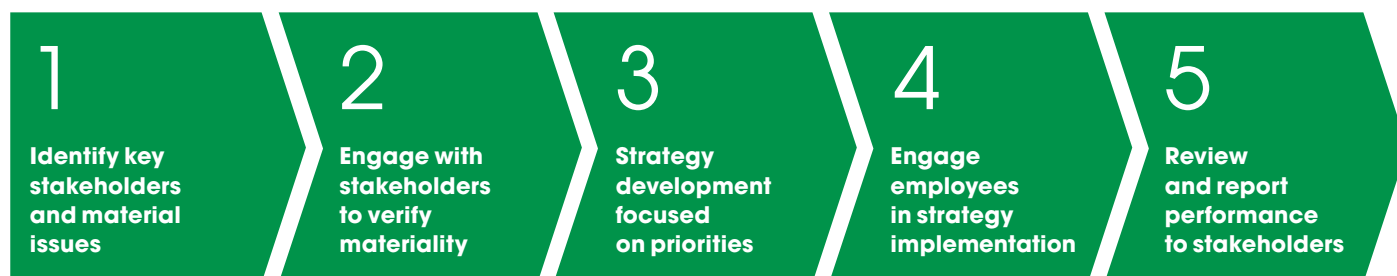 1
Identify key
stakeholders
and material
issues
2
Engage with
stakeholders
to verify
materiality
3
Strategy
development
focused
on priorities
4
Engage
employees
in strategy
implementation
5
Review
and report
performance
to stakeholders